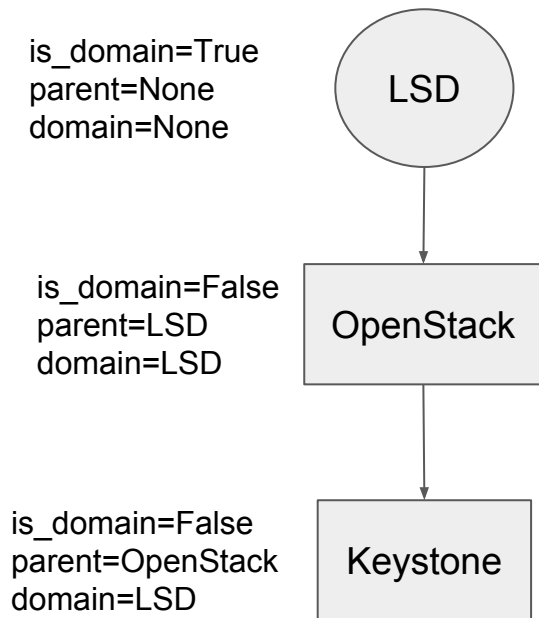 is_domain=True
parent=None
domain=None
LSD
is_domain=False
parent=LSD
domain=LSD
OpenStack
is_domain=False
parent=OpenStack
domain=LSD
Keystone